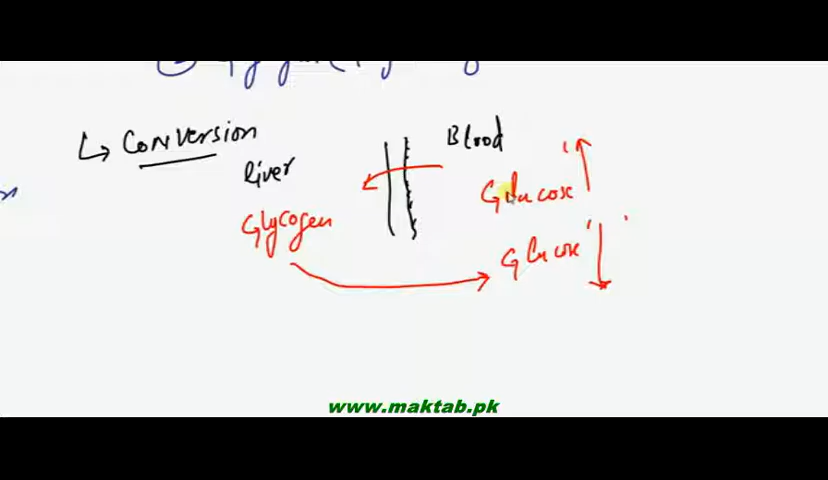 Conversion
Blood
liver
Glucose
Glycogen
Glucose
www.maktab.pk